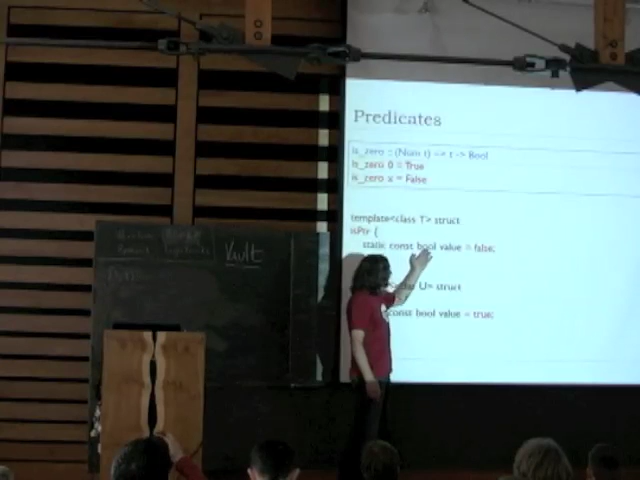 Predicates
is_zero :: (Num t) => t -> Bool
is_zero 0 = True
is_zero x = False
template<class T> struct
isPtr {
static const bool value = false;
U> struct
const bool value = true;
Vault